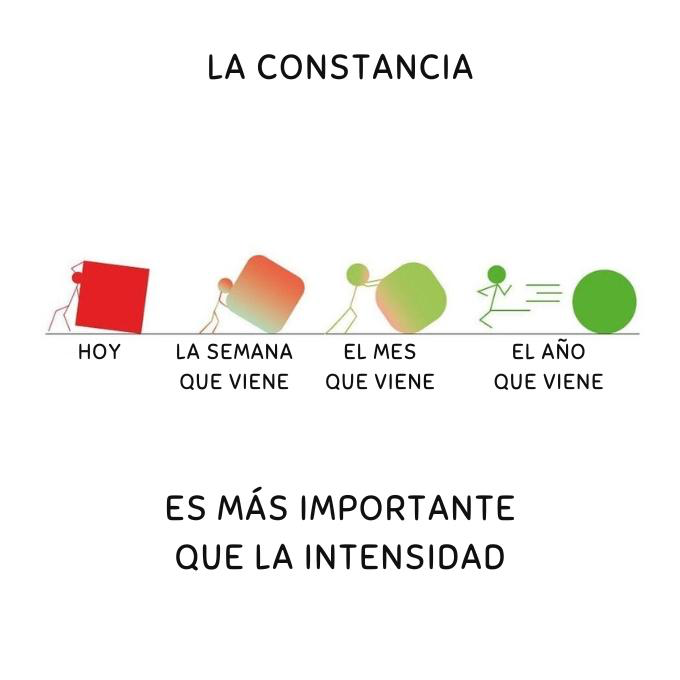 LA CONSTANCIA
HOY
LA SEMANA
QUE VIENE
EL MES
QUE VIENE
EL AÑO
QUE VIENE
ES MÁS IMPORTANTE
QUE LA INTENSIDAD